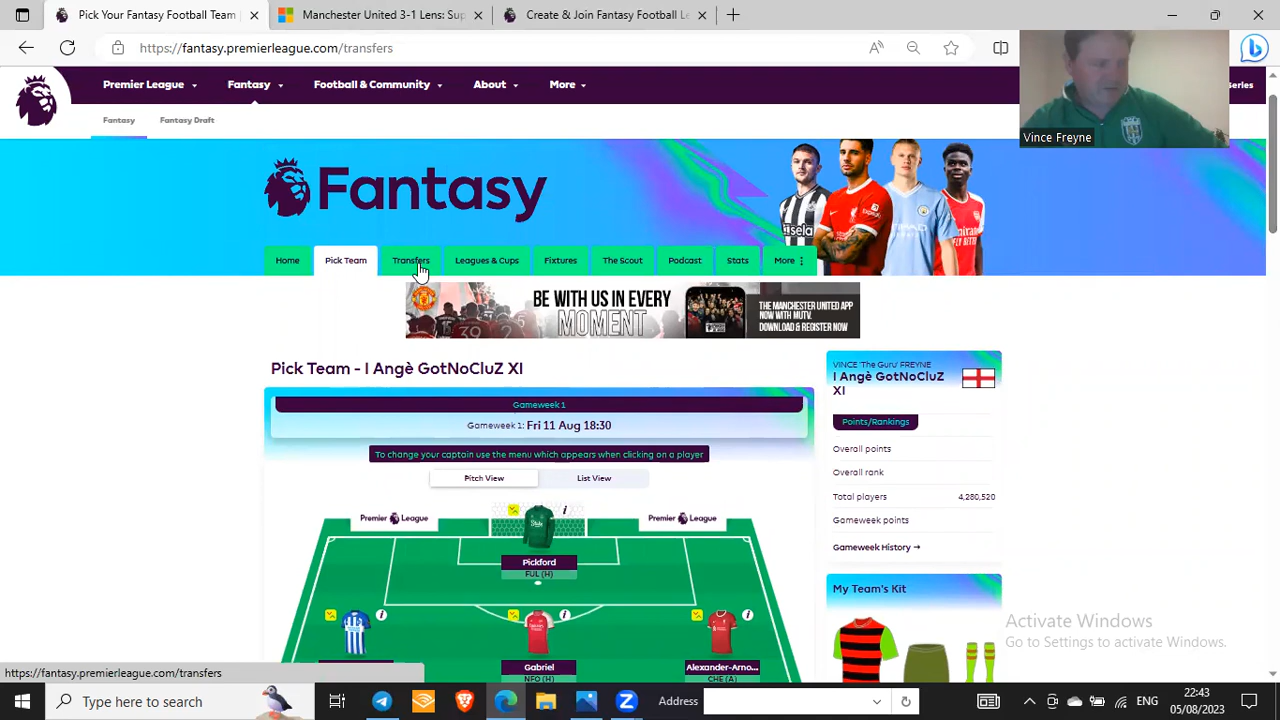 Pick Your Football Team
Manchester United 3-1 Lens: Sup
Create & Join Fantasy Football Le
https://fantasy.premierleague.com/transfers
Premier League
Fantasy
Football & Community
About
More
eries
Fantasy
Fantasy Draft
Vince Freyne
Fantasy
Home
Pick Team
Transfers
Leagues & Cups
Fixtures
The Scout
Podcast
Stats
More
BE WITH US IN EVERY
MOMENT
THE MANCHESTER UNITED APP
NOW WITH MUTV.
DOWNLOAD & REGISTER NOW
Pick Team - I Angè GotNoCluZ XI
Gameweek 1
Gameweek 1: Fri 11 Aug 18:30
To change your captain use the menu which appears when clicking on a player
Pitch View
List View
Premier League
Premier League
Pickford
FUL (H)
Gabriel
NFO (H)
Alexander-Arno...
CHE (A)
VINCE 'The Guru' FREYNE
I Angè GotNoCluZ
XI
Points/Rankings
Overall points
Overall rank
Total players 4,280,520
Gameweek points
Gameweek History →
My Team's Kit
Activate Windows
Go to Settings to activate Windows.
https://fantasy.premierleague.com/transfers
Type here to search
Address
ENG
22:43
05/08/2023